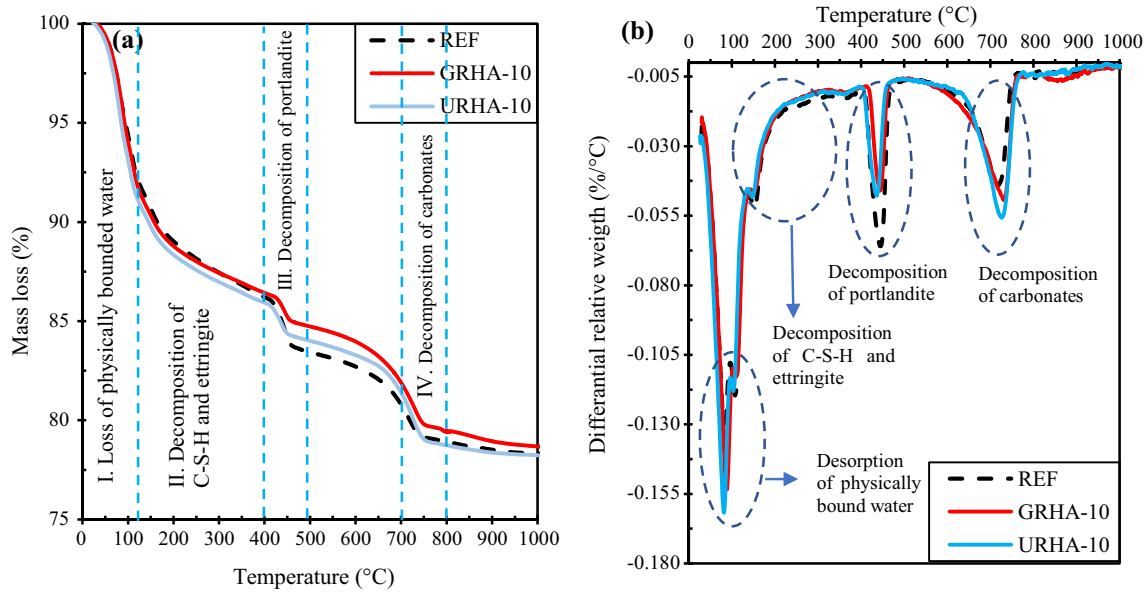 (a)
REF
GRHA-10
URHA-10
100
95
90
85
80
75
Mass loss (%)
I. Loss of physically bounded water
II. Decomposition of
C-S-H and ettringite
III. Decomposition of portlandite
IV. Decomposition of carbonates
0 100 200 300 400 500 600 700 800 900 1000
Temperature (°C)
(b)
Temperature (°C)
0 100 200 300 400 500 600 700 800 900 1000
-0.005
-0.030
-0.055
-0.080
-0.105
-0.130
-0.155
-0.180
Differantial relative weigth (%/°C)
Decomposition
of portlandite
Decomposition
of carbonates
Decomposition
of C-S-H and
ettringite
Desorption
of physically
bound water
REF
GRHA-10
URHA-10